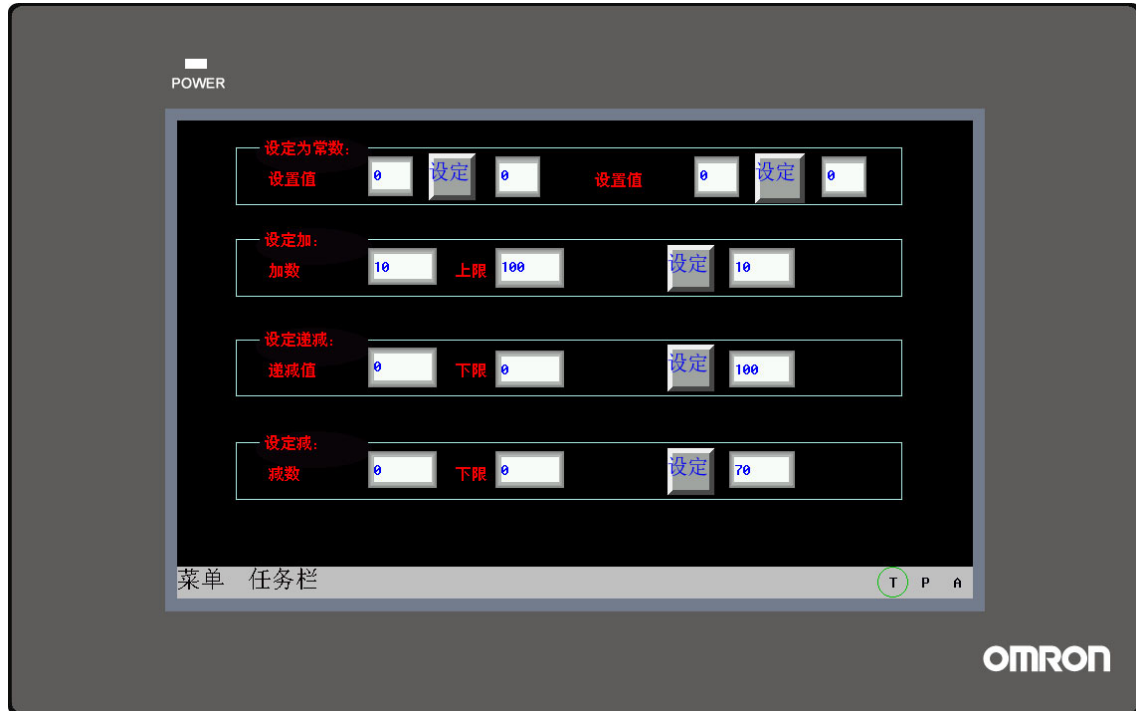 POWER
设定为常数:
设置值 0 设定 0 设置值 0 设定 0
设定加:
加数 10 上限 100 设定 10
设定递减:
递减值 0 下限 0 设定 100
设定减:
减数 0 下限 0 设定 70
菜单 任务栏 T P A
OMRON